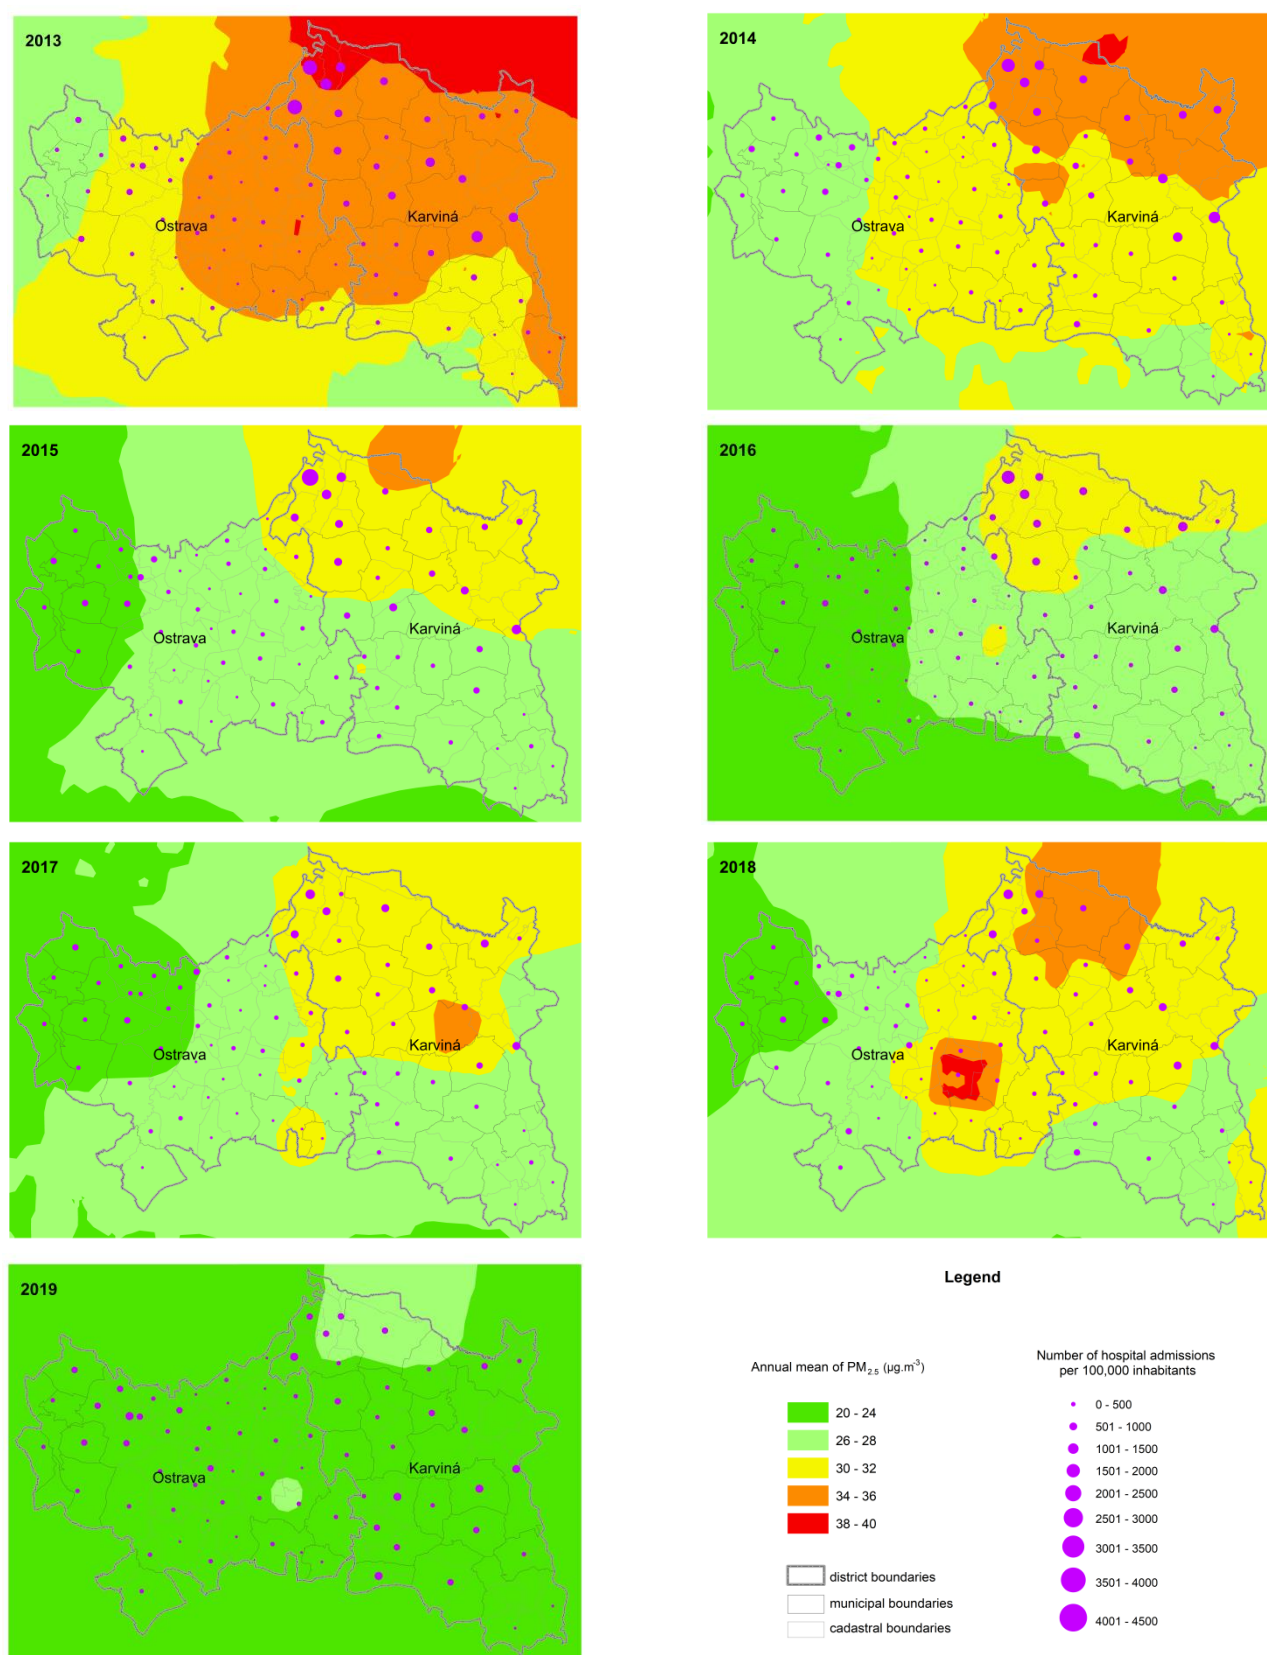 2013
Ostrava
Karviná
2014
Ostrava
Karviná
2015
Ostrava
Karviná
2016
Ostrava
Karviná
2017
Ostrava
Karviná
2018
Ostrava
Karviná
2019
Ostrava
Karviná
Legend
Annual mean of PM2.5 (µg.m-3)
20 - 24
26 - 28
30 - 32
34 - 36
38 - 40
district boundaries
municipal boundaries
cadastral boundaries
Number of hospital admissions
per 100,000 inhabitants
0 - 500
501 - 1000
1001 - 1500
1501 - 2000
2001 - 2500
2501 - 3000
3001 - 3500
3501 - 4000
4001 - 4500